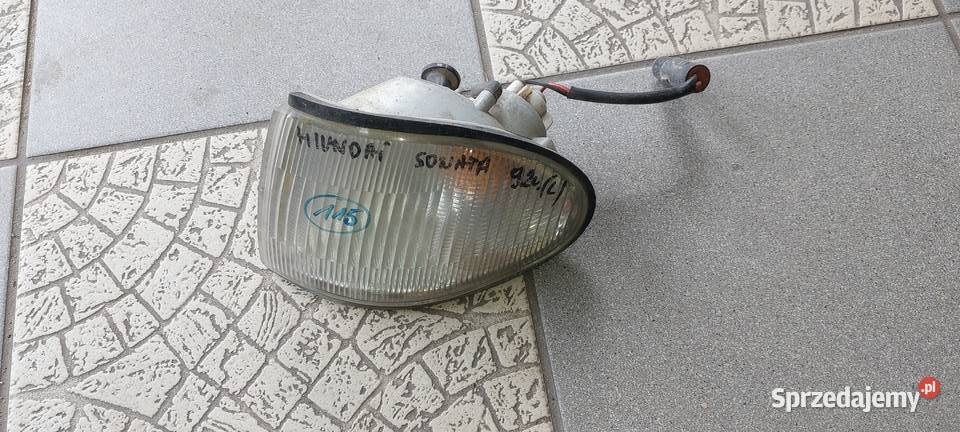 HIUNDAI SONATA 92r/(L)
115
Sprzedajemy.pl